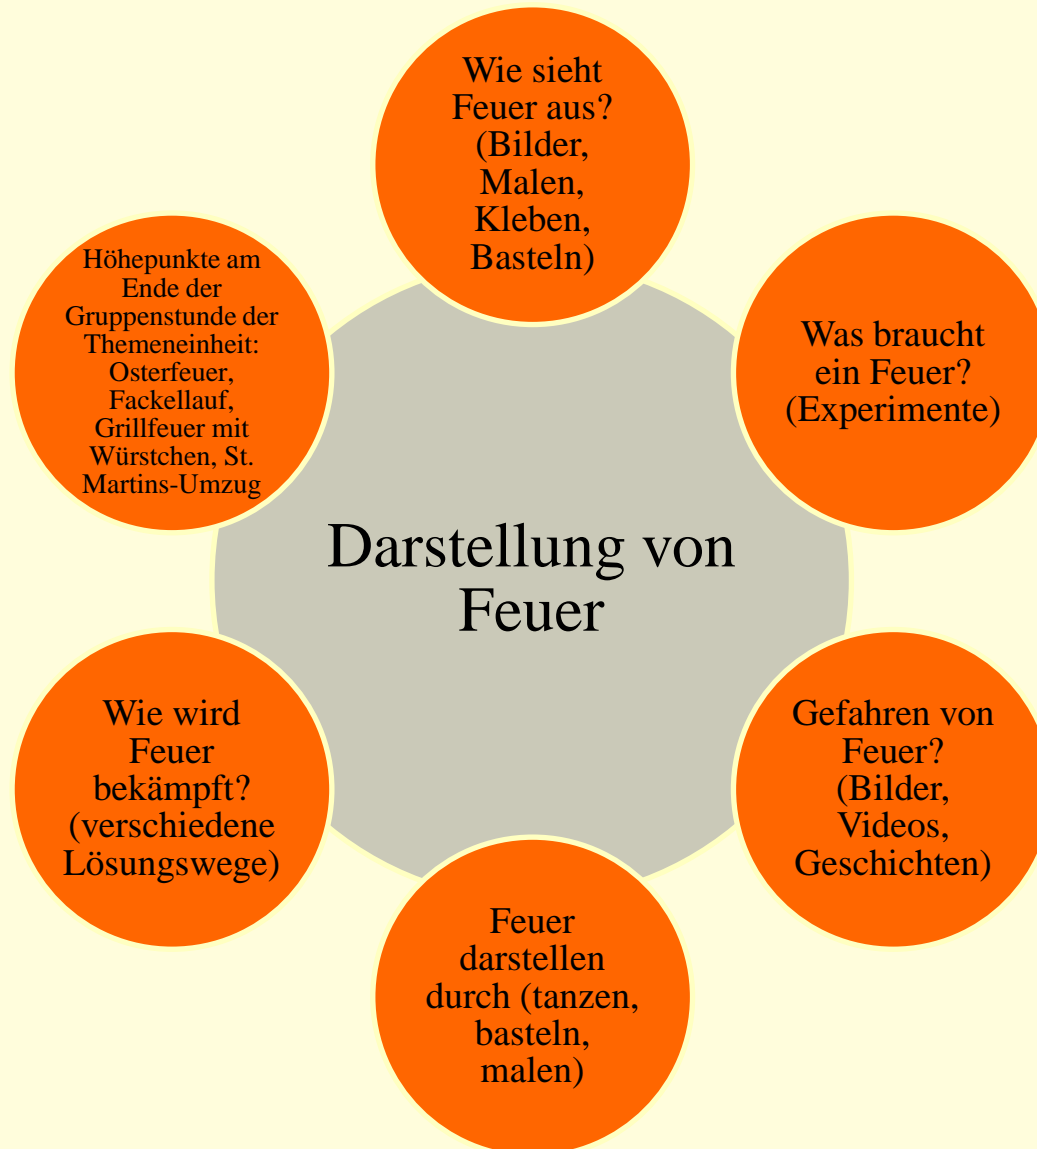 Wie sieht
Feuer aus?
(Bilder,
Malen,
Kleben,
Basteln)
Was braucht
ein Feuer?
(Experimente)
Gefahren von
Feuer?
(Bilder,
Videos,
Geschichten)
Feuer
darstellen
durch (tanzen,
basteln,
malen)
Wie wird
Feuer
bekämpft?
(verschiedene
Lösungswege)
Höhepunkte am
Ende der
Gruppenstunde der
Themeneinheit:
Osterfeuer,
Fackellauf,
Grillfeuer mit
Würstchen, St.
Martins-Umzug
Darstellung von
Feuer